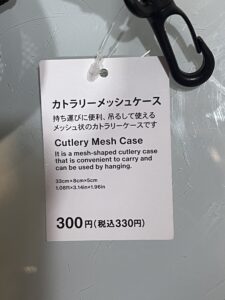 カトラリーメッシュケース
持ち運びに便利、吊るして使える
メッシュ状のカトラリーケースです
Cutlery Mesh Case
It is a mesh-shaped cutlery case
that is convenient to carry and
can be used by hanging.
33cm×8cm×5cm
1.08ft×3.14in×1.96in
300円(税込330円)